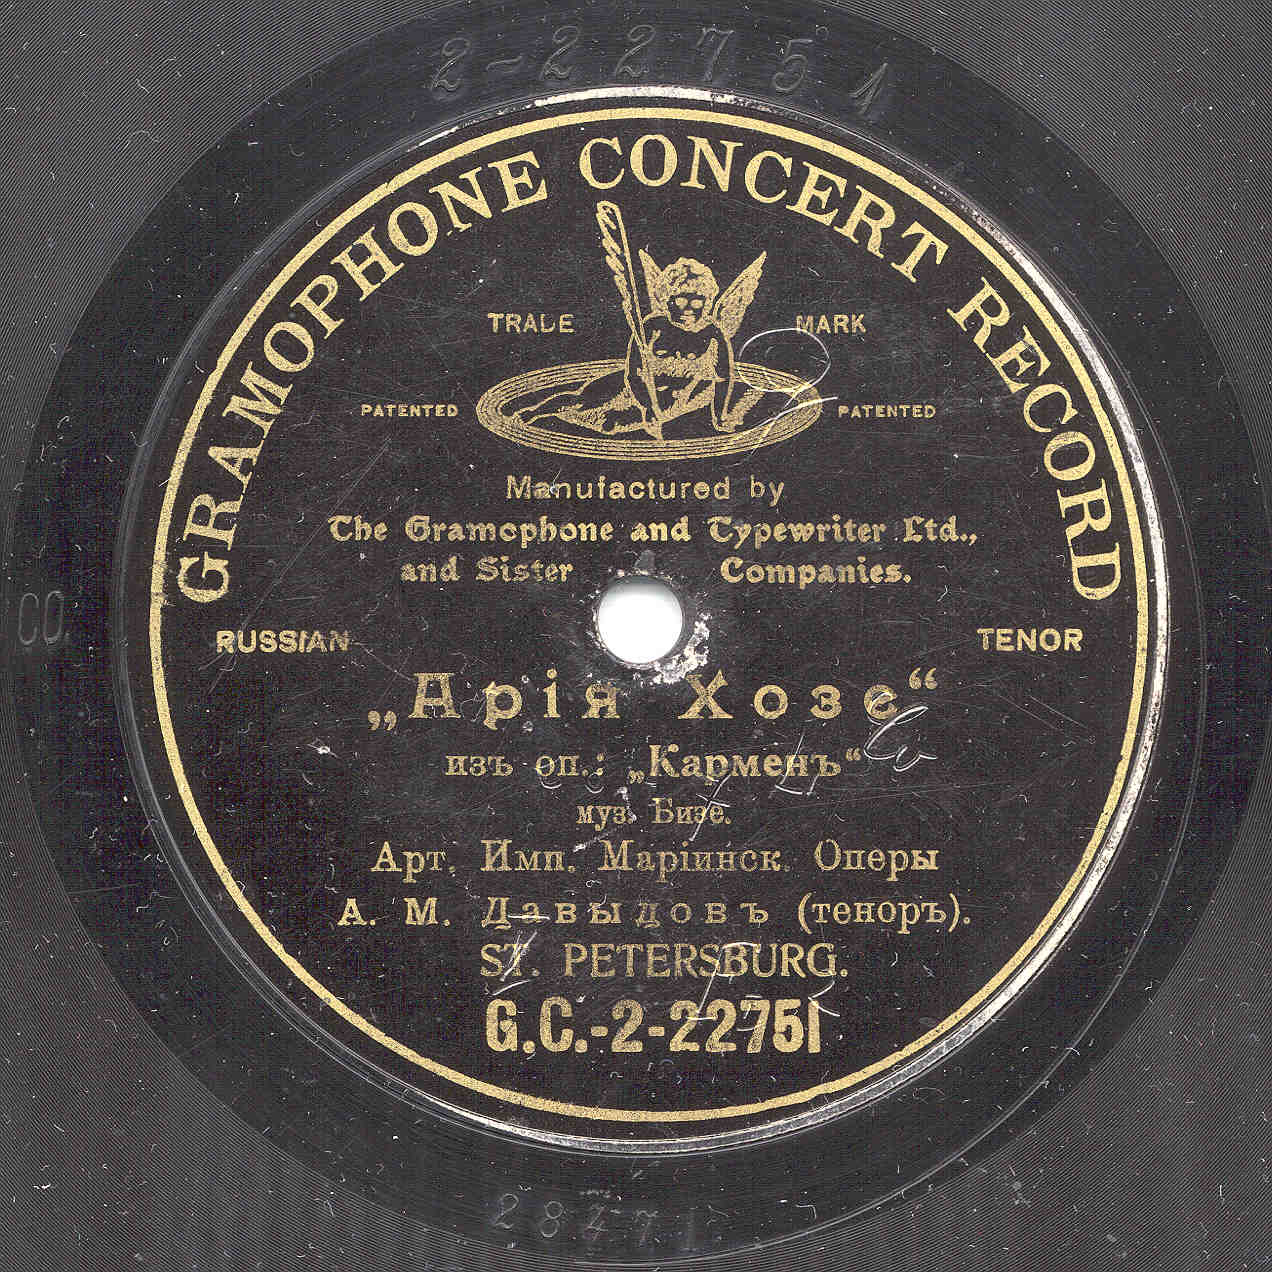 2-22751
GRAMOPHONE CONCERT RECORD
TRADE MARK
PATENTED PATENTED
Manufactured by
The Gramophone and Typewriter Ltd.,
and Sister Companies.
CO.
RUSSIAN TENOR
„Арія Хозе“
изъ оп.: „Карменъ“
муз. Бизе.
Арт. Имп. Маріинск. Оперы
А. М. Давыдовъ (теноръ).
ST. PETERSBURG.
G.C.-2-22751